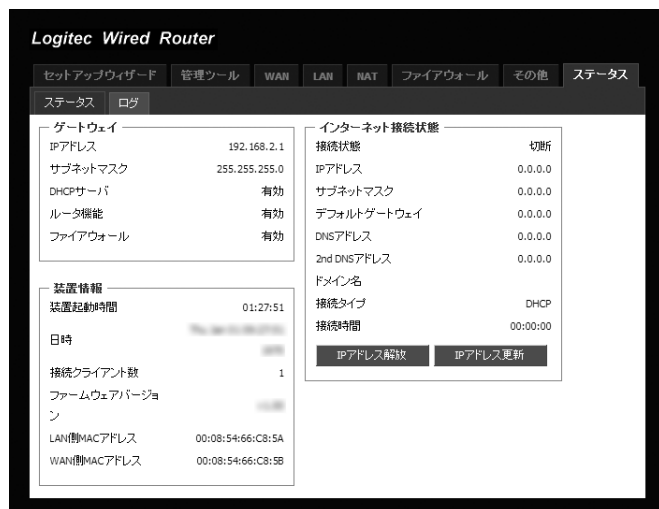 Logitec Wired Router
セットアップウィザード 管理ツール WAN LAN NAT ファイアウォール その他 ステータス
ステータス ログ
ゲートウェイ
IPアドレス 192.168.2.1
サブネットマスク 255.255.255.0
DHCPサーバ 有効
ルータ機能 有効
ファイアウォール 有効
装置情報
装置起動時間 01:27:51
日時
接続クライアント数 1
ファームウェアバージョ
ン
LAN側MACアドレス 00:08:54:66:C8:5A
WAN側MACアドレス 00:08:54:66:C8:5B
インターネット接続状態
接続状態 切断
IPアドレス 0.0.0.0
サブネットマスク 0.0.0.0
デフォルトゲートウェイ 0.0.0.0
DNSアドレス 0.0.0.0
2nd DNSアドレス 0.0.0.0
ドメイン名
接続タイプ DHCP
接続時間 00:00:00
IPアドレス解放 IPアドレス更新